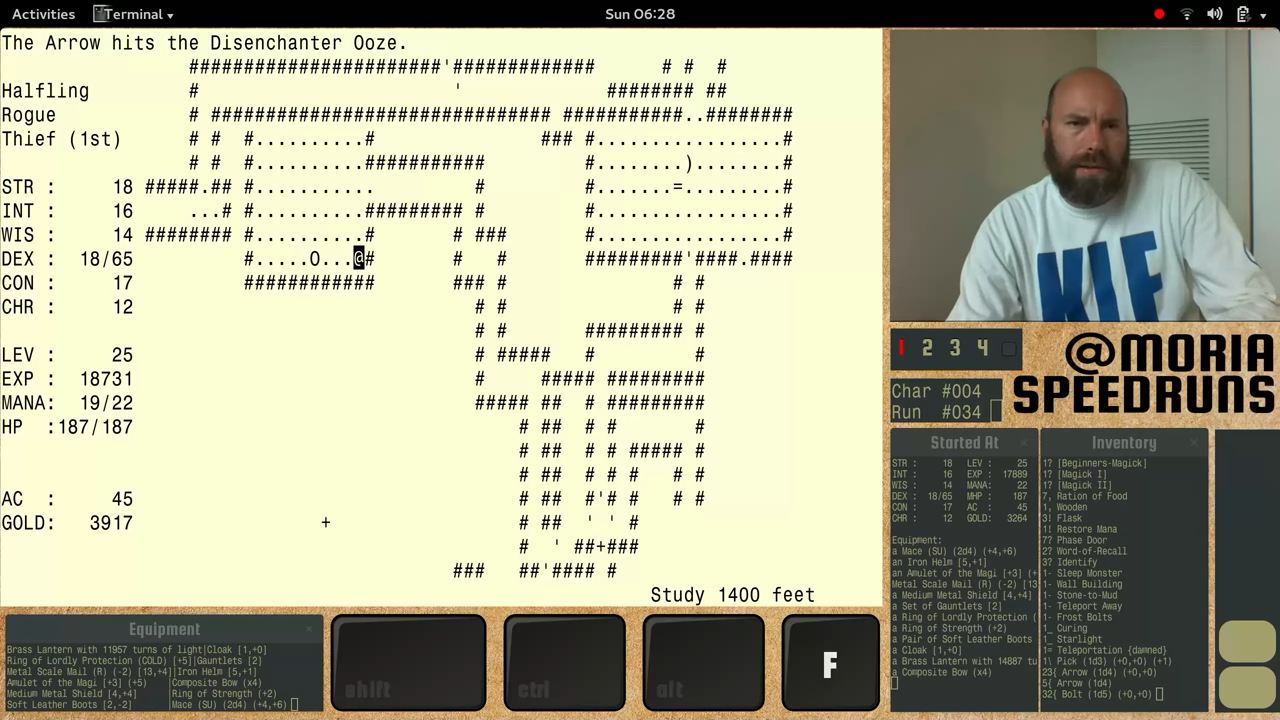 Activities
Terminal
Sun 06:28
The Arrow hits the Disenchanter Ooze.
######################'#############      # #  #
Halfling         #                       '             ######## ##
Rogue            # ############################### ###########..########
Thief (1st)      # #  #..........#               ### #.................#
# #  #..........###########         #........)........#
STR :       18 #####.## #...........         #         #.......=.........#
INT :       16     ...# #..........######### #         #.................#
WIS :       14 ######## #..........#       # ###       #.................#
DEX :    18/65          #.....O...@#       #   #       #########'####.####
CON :       17          ############       ### #               # #
CHR :       12                               # #               # #
# #       ######### #
LEV :       25                               # #####   #         #
EXP :    18731                               #     ##### #########
MANA:    19/22                               ##### ##  # #########
HP  :187/187                                     # ##  # #       #
# ##  # # ##### #
# ##  # # #   # #
AC  :       45                                   # ##  #'#     # #
GOLD:     3917                 +                 # ##  ' ' #
#  ' ##+###
###   ##'#### #
Study 1400 feet
KLF
1 2 3 4
@MORIA
SPEEDRUNS
Char #004
Run  #034
Started At
STR : 18 LEV : 25
INT : 16 EXP : 17889
WIS : 14 MANA: 22
DEX : 18/65 MHP : 187
CON : 17 AC : 45
CHR : 12 GOLD: 3264
Equipment:
a Mace (SU) (2d4) (+4,+6)
an Iron Helm [5,+1]
an Amulet of the Magi [+3] (+
Metal Scale Mail (R) (-2) [13
a Medium Metal Shield [4,+4]
a Set of Gauntlets [2]
a Ring of Lordly Protection (
a Ring of Strength (+2)
a Pair of Soft Leather Boots
a Cloak [1,+0]
a Brass Lantern with 14887 tu
a Composite Bow (x4)
Inventory
1? [Beginners-Magick]
1? [Magick I]
1? [Magick II]
7, Ration of Food
1, Wooden
3! Flask
1! Restore Mana
7? Phase Door
2? Word-of-Recall
3? Identify
1- Sleep Monster
1- Wall Building
1- Stone-to-Mud
1- Teleport Away
1- Frost Bolts
1_ Curing
1_ Starlight
1= Teleportation {damned}
1\ Pick (1d3) (+0,+0) (+1)
23{ Arrow (1d4) (+0,+0)
5{ Arrow (1d4)
32{ Bolt (1d5) (+0,+0)
Equipment
Brass Lantern with 11957 turns of light|Cloak [1,+0]
Ring of Lordly Protection (COLD) [+5]|Gauntlets [2]
Metal Scale Mail (R) (-2) [13,+4]|Iron Helm [5,+1]
Amulet of the Magi [+3] (+5) |Composite Bow (x4)
Medium Metal Shield [4,+4] |Ring of Strength (+2)
Soft Leather Boots [2,-2] |Mace (SU) (2d4) (+4,+6)
shift
ctrl
alt
F